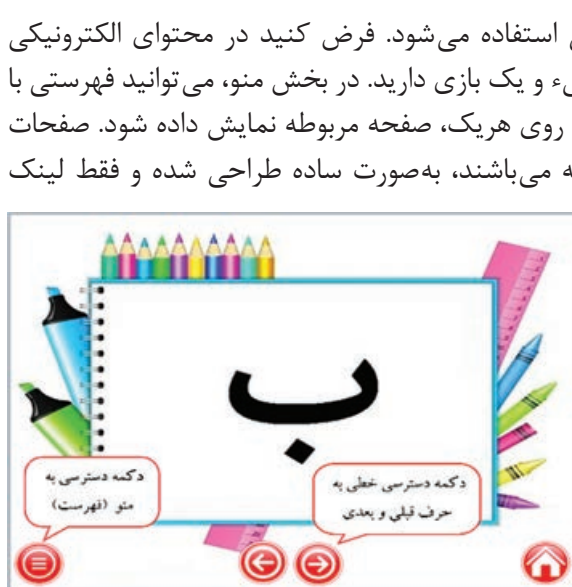 استفاده می‌شود. فرض کنید در محتوای الکترونیکی
و یک بازی دارید. در بخش منو، می‌توانید فهرستی با
روی هریک، صفحه مربوطه نمایش داده شود. صفحات
می‌باشند، به‌صورت ساده طراحی شده و فقط لینک
ب
دکمه دسترسی خطی به
حرف قبلی و بعدی
دکمه دسترسی به
منو (فهرست)